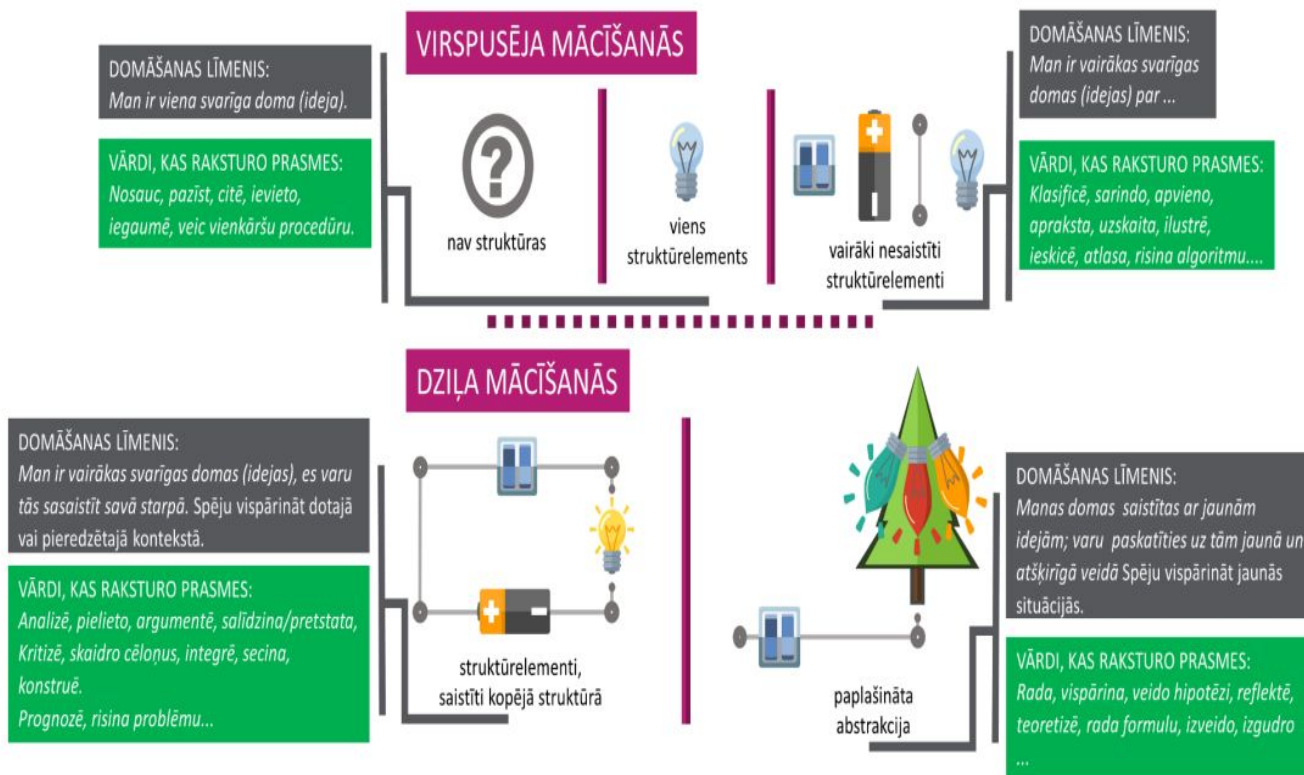 VIRSPUSĒJA MĀCĪŠANĀS
DOMĀŠANAS LĪMENIS:
Man ir viena svarīga doma (ideja).
VĀRDI, KAS RAKSTURO PRASMES:
Nosauc, pazīst, citē, ievieto,
iegaumē, veic vienkāršu procedūru.
?
nav struktūras
viens
struktūrelements
vairāki nesaistīti
struktūrelementi
DOMĀŠANAS LĪMENIS:
Man ir vairākas svarīgas
domas (idejas) par ...
VĀRDI, KAS RAKSTURO PRASMES:
Klasificē, sarindo, apvieno,
apraksta, uzskaita, ilustrē,
ieskicē, atlasa, risina algoritmu....
DZIĻA MĀCĪŠANĀS
DOMĀŠANAS LĪMENIS:
Man ir vairākas svarīgas domas (idejas), es varu
tās sasaistīt savā starpā. Spēju vispārināt dotajā
vai pieredzētajā kontekstā.
VĀRDI, KAS RAKSTURO PRASMES:
Analizē, pielieto, argumentē, salīdzina/pretstata,
Kritizē, skaidro cēloņus, integrē, secina,
konstruē.
Prognozē, risina problēmu...
struktūrelementi,
saistīti kopējā struktūrā
paplašināta
abstrakcija
DOMĀŠANAS LĪMENIS:
Manas domas saistītas ar jaunām
idejām; varu paskatīties uz tām jaunā un
atšķirīgā veidā Spēju vispārināt jaunās
situācijās.
VĀRDI, KAS RAKSTURO PRASMES:
Rada, vispārina, veido hipotēzi, reflektē,
teoretizē, rada formulu, izveido, izgudro
...